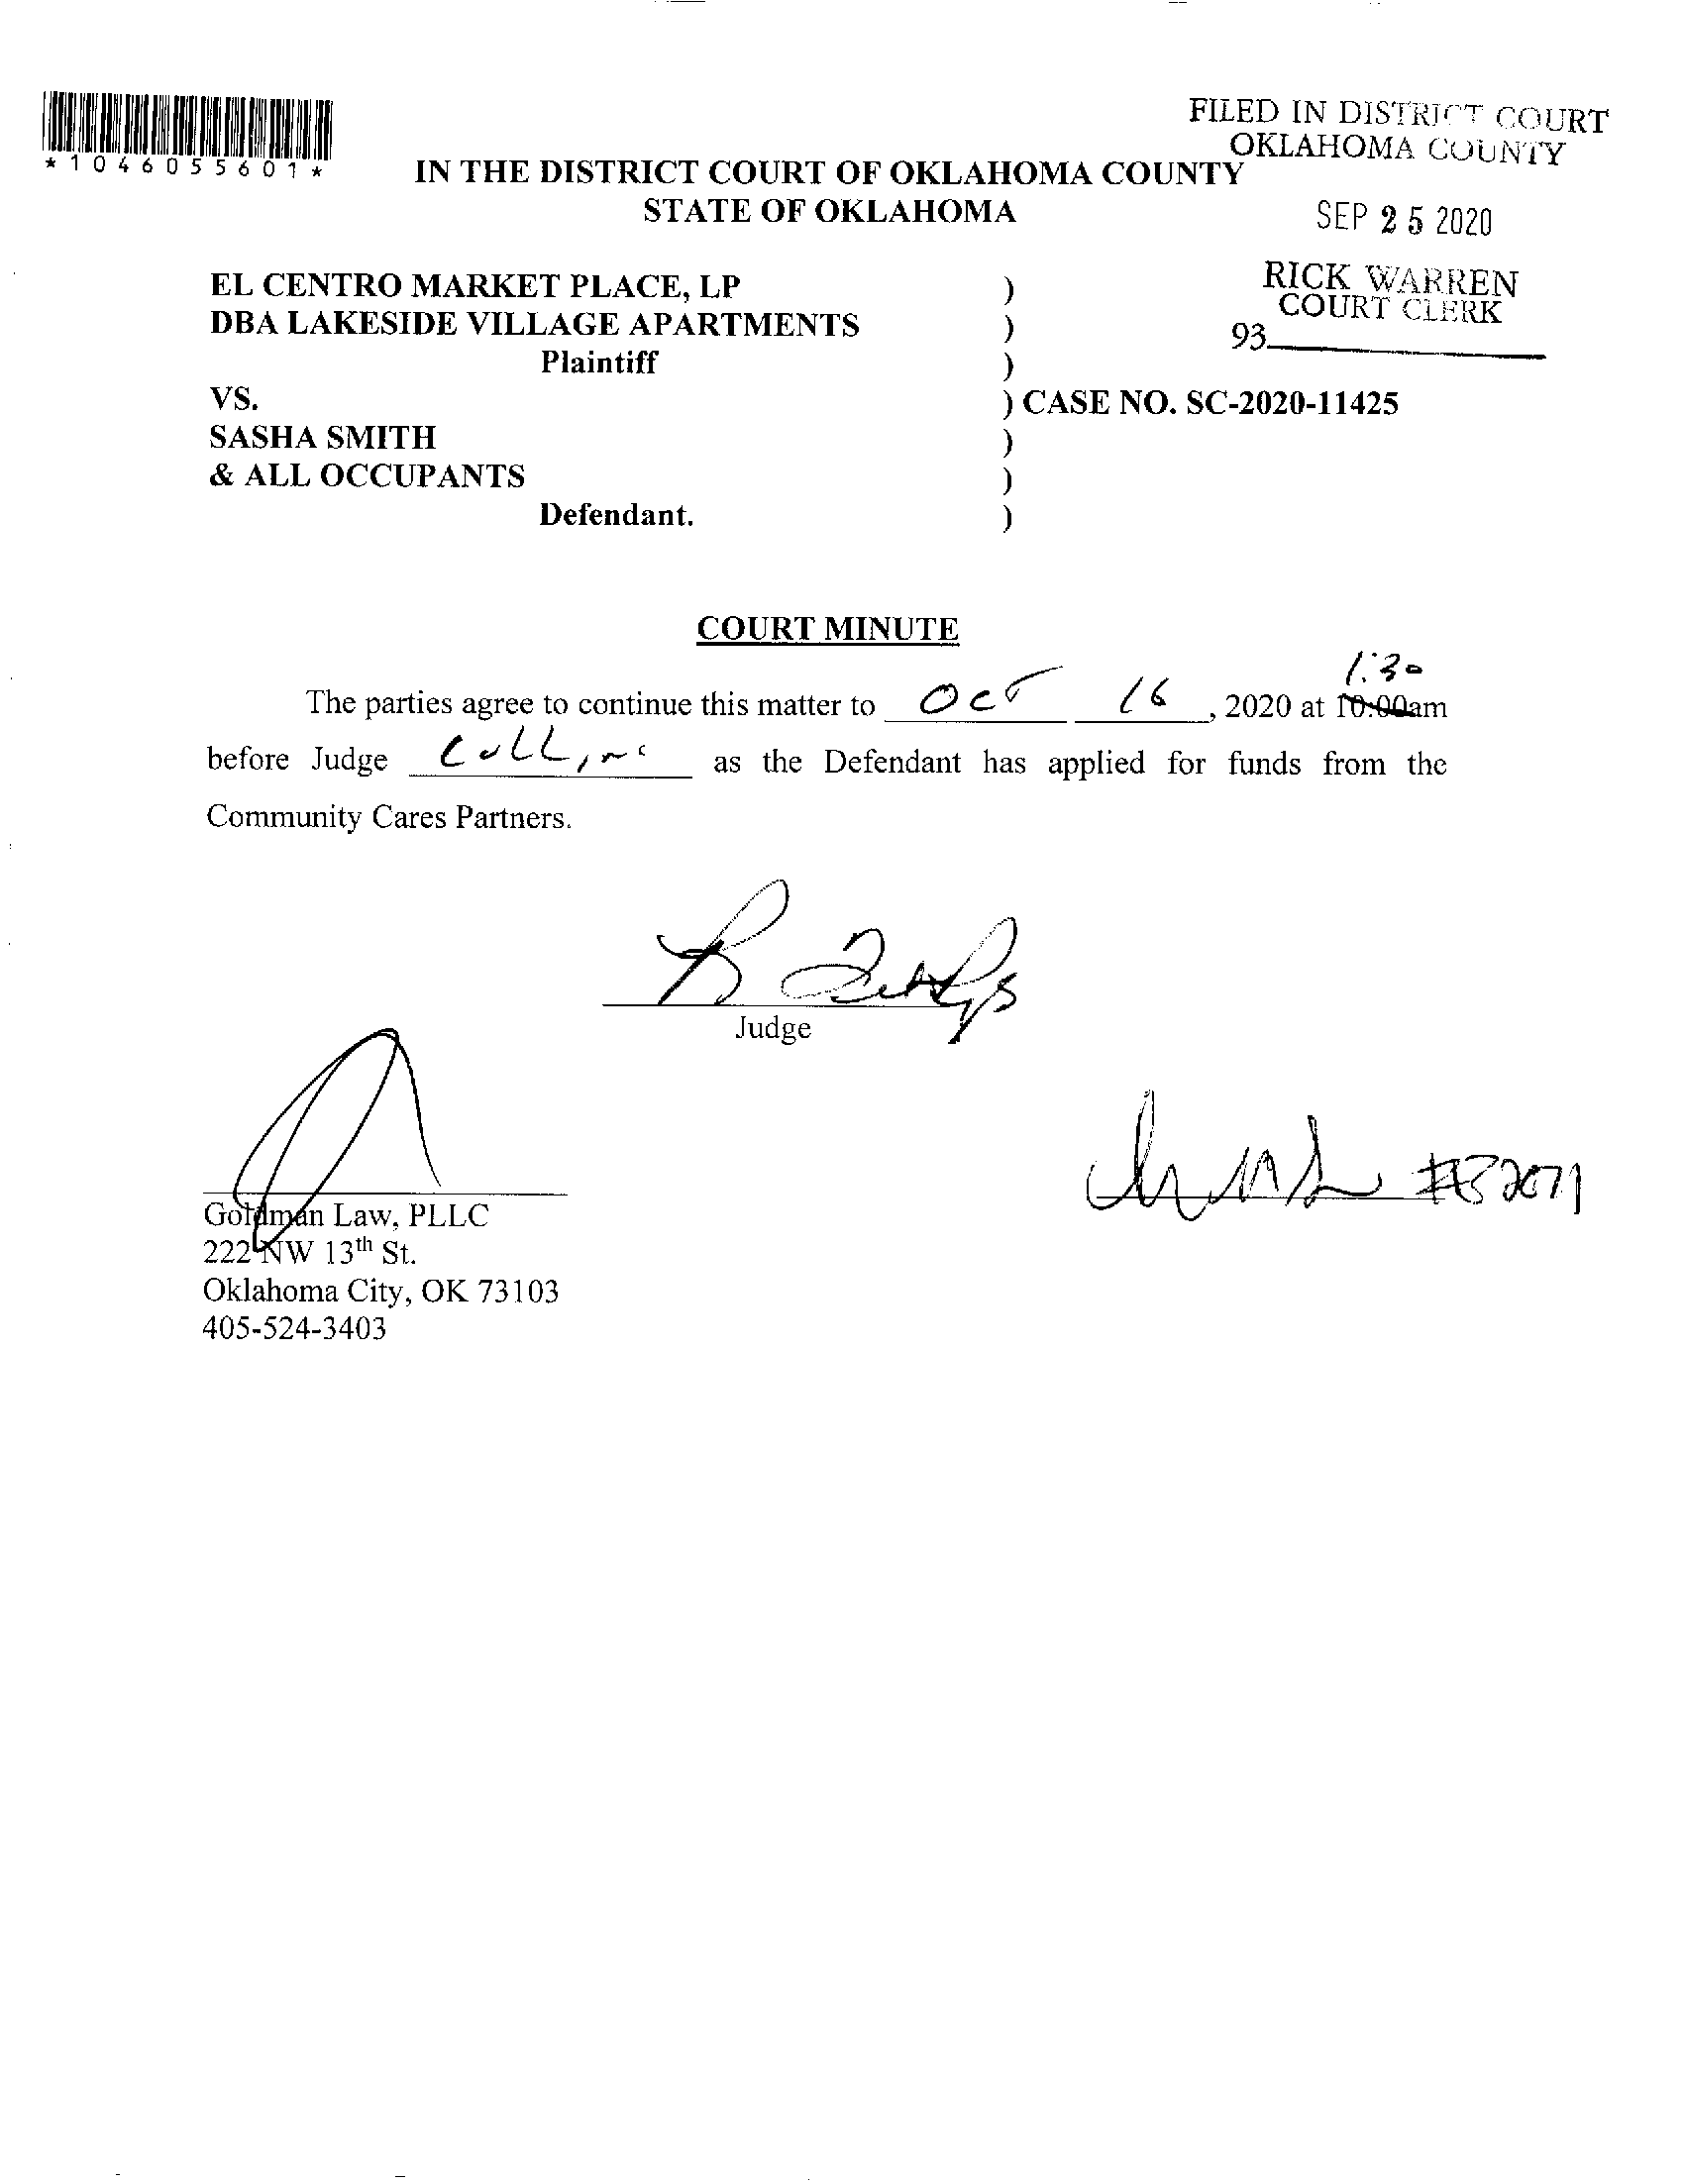 FILED IN DISTRICT COURT
OKLAHOMA COUNTY
*1046055601*
IN THE DISTRICT COURT OF OKLAHOMA COUNTY
STATE OF OKLAHOMA
SEP 25 2020
RICK WARREN
COURT CLERK
93
EL CENTRO MARKET PLACE, LP )
DBA LAKESIDE VILLAGE APARTMENTS )
Plaintiff )
VS. ) CASE NO. SC-2020-11425
SASHA SMITH )
& ALL OCCUPANTS )
Defendant. )
COURT MINUTE
1:30
The parties agree to continue this matter to Oct 16, 2020 at 10:00am
before Judge Collins as the Defendant has applied for funds from the
Community Cares Partners.
Judge
#32071
Goldman Law, PLLC
222 NW 13th St.
Oklahoma City, OK 73103
405-524-3403